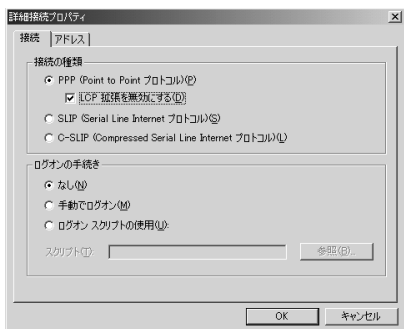 詳細接続プロパティ
接続 アドレス
接続の種類
PPP (Point to Point プロトコル)(P)
LCP 拡張を無効にする(D)
SLIP (Serial Line Internet プロトコル)(S)
C-SLIP (Compressed Serial Line Internet プロトコル)(L)
ログオンの手続き
なし(N)
手動でログオン(M)
ログオン スクリプトの使用(U):
スクリプト(T): 参照(B)...
OK キャンセル